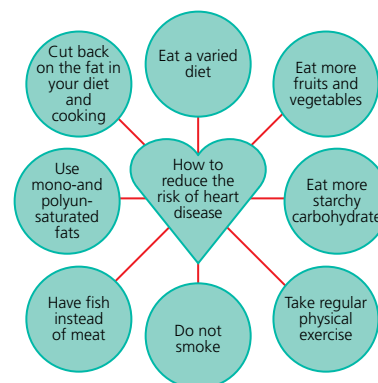 Cut back
on the fat in
your diet
and
cooking
Eat a varied
diet
Eat more
fruits and
vegetables
How to
reduce the
risk of heart
disease
Use
mono-and
polyun-
saturated
fats
Eat more
starchy
carbohydrate
Have fish
instead
of meat
Do not
smoke
Take regular
physical
exercise